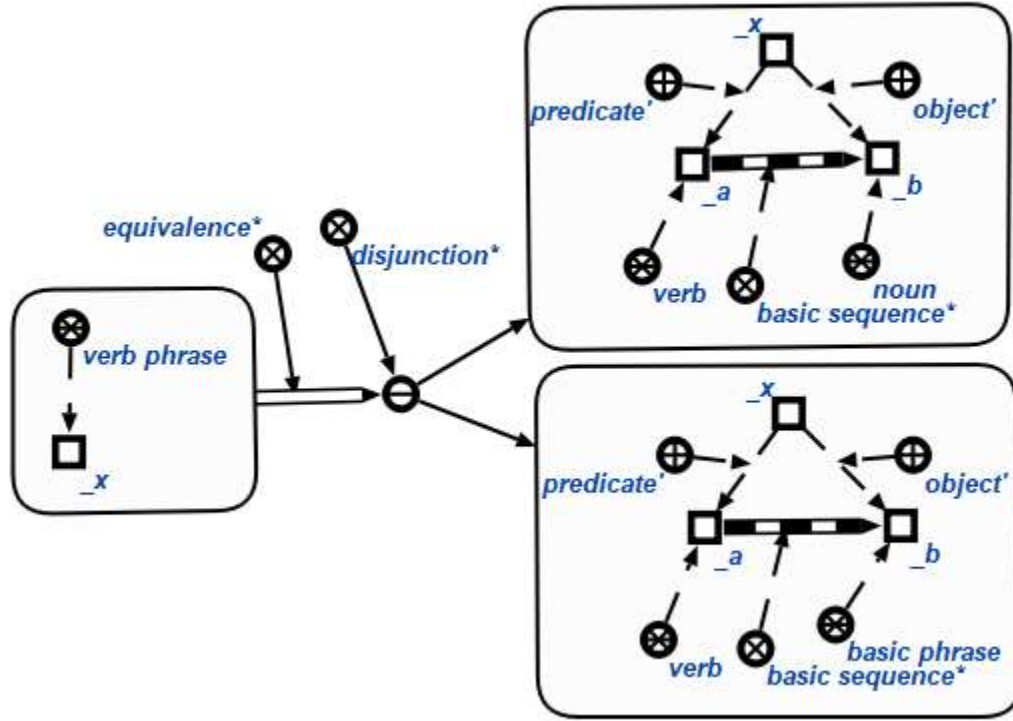 equivalence*
disjunction*
verb phrase
_x
_x
predicate'
object'
_a
_b
verb
noun
basic sequence*
_x
predicate'
object'
_a
_b
verb
basic phrase
basic sequence*